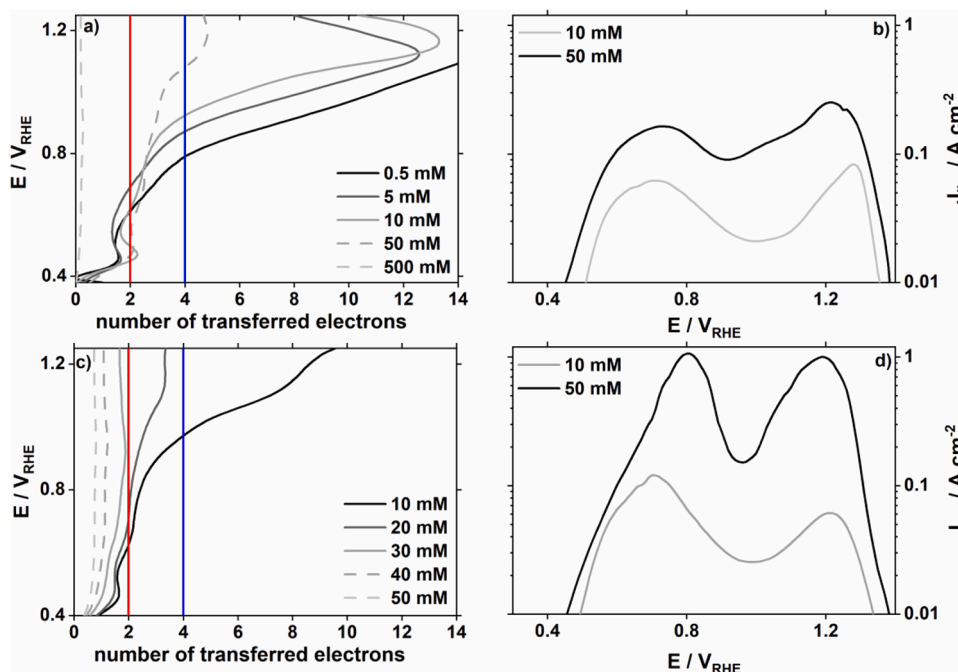 a)
1.2
0.8
0.4
E / V_RHE
0.5 mM
5 mM
10 mM
50 mM
500 mM
0 2 4 6 8 10 12 14
number of transferred electrons
b)
10 mM
50 mM
1
0.1
0.01
A cm⁻²
0.4 0.8 1.2
E / V_RHE
c)
1.2
0.8
0.4
E / V_RHE
10 mM
20 mM
30 mM
40 mM
50 mM
0 2 4 6 8 10 12 14
number of transferred electrons
d)
10 mM
50 mM
1
0.1
0.01
A cm⁻²
0.4 0.8 1.2
E / V_RHE